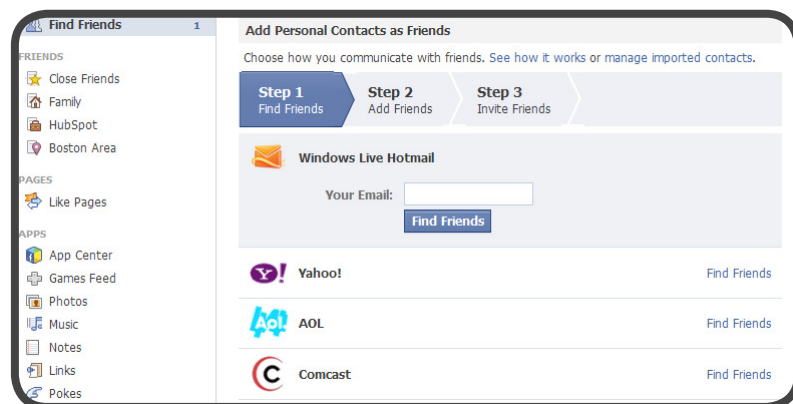 Find Friends 1
FRIENDS
Close Friends
Family
HubSpot
Boston Area
PAGES
Like Pages
APPS
App Center
Games Feed
Photos
Music
Notes
Links
Pokes
Add Personal Contacts as Friends
Choose how you communicate with friends. See how it works or manage imported contacts.
Step 1
Find Friends
Step 2
Add Friends
Step 3
Invite Friends
Windows Live Hotmail
Your Email:
Find Friends
Y! Yahoo! Find Friends
Aol AOL Find Friends
C Comcast Find Friends